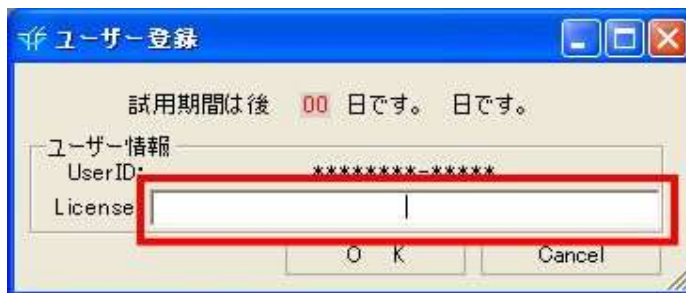 ユーザー登録
試用期間は後 00 日です。 日です。
ユーザー情報
UserID: ********-*****
License
O K Cancel